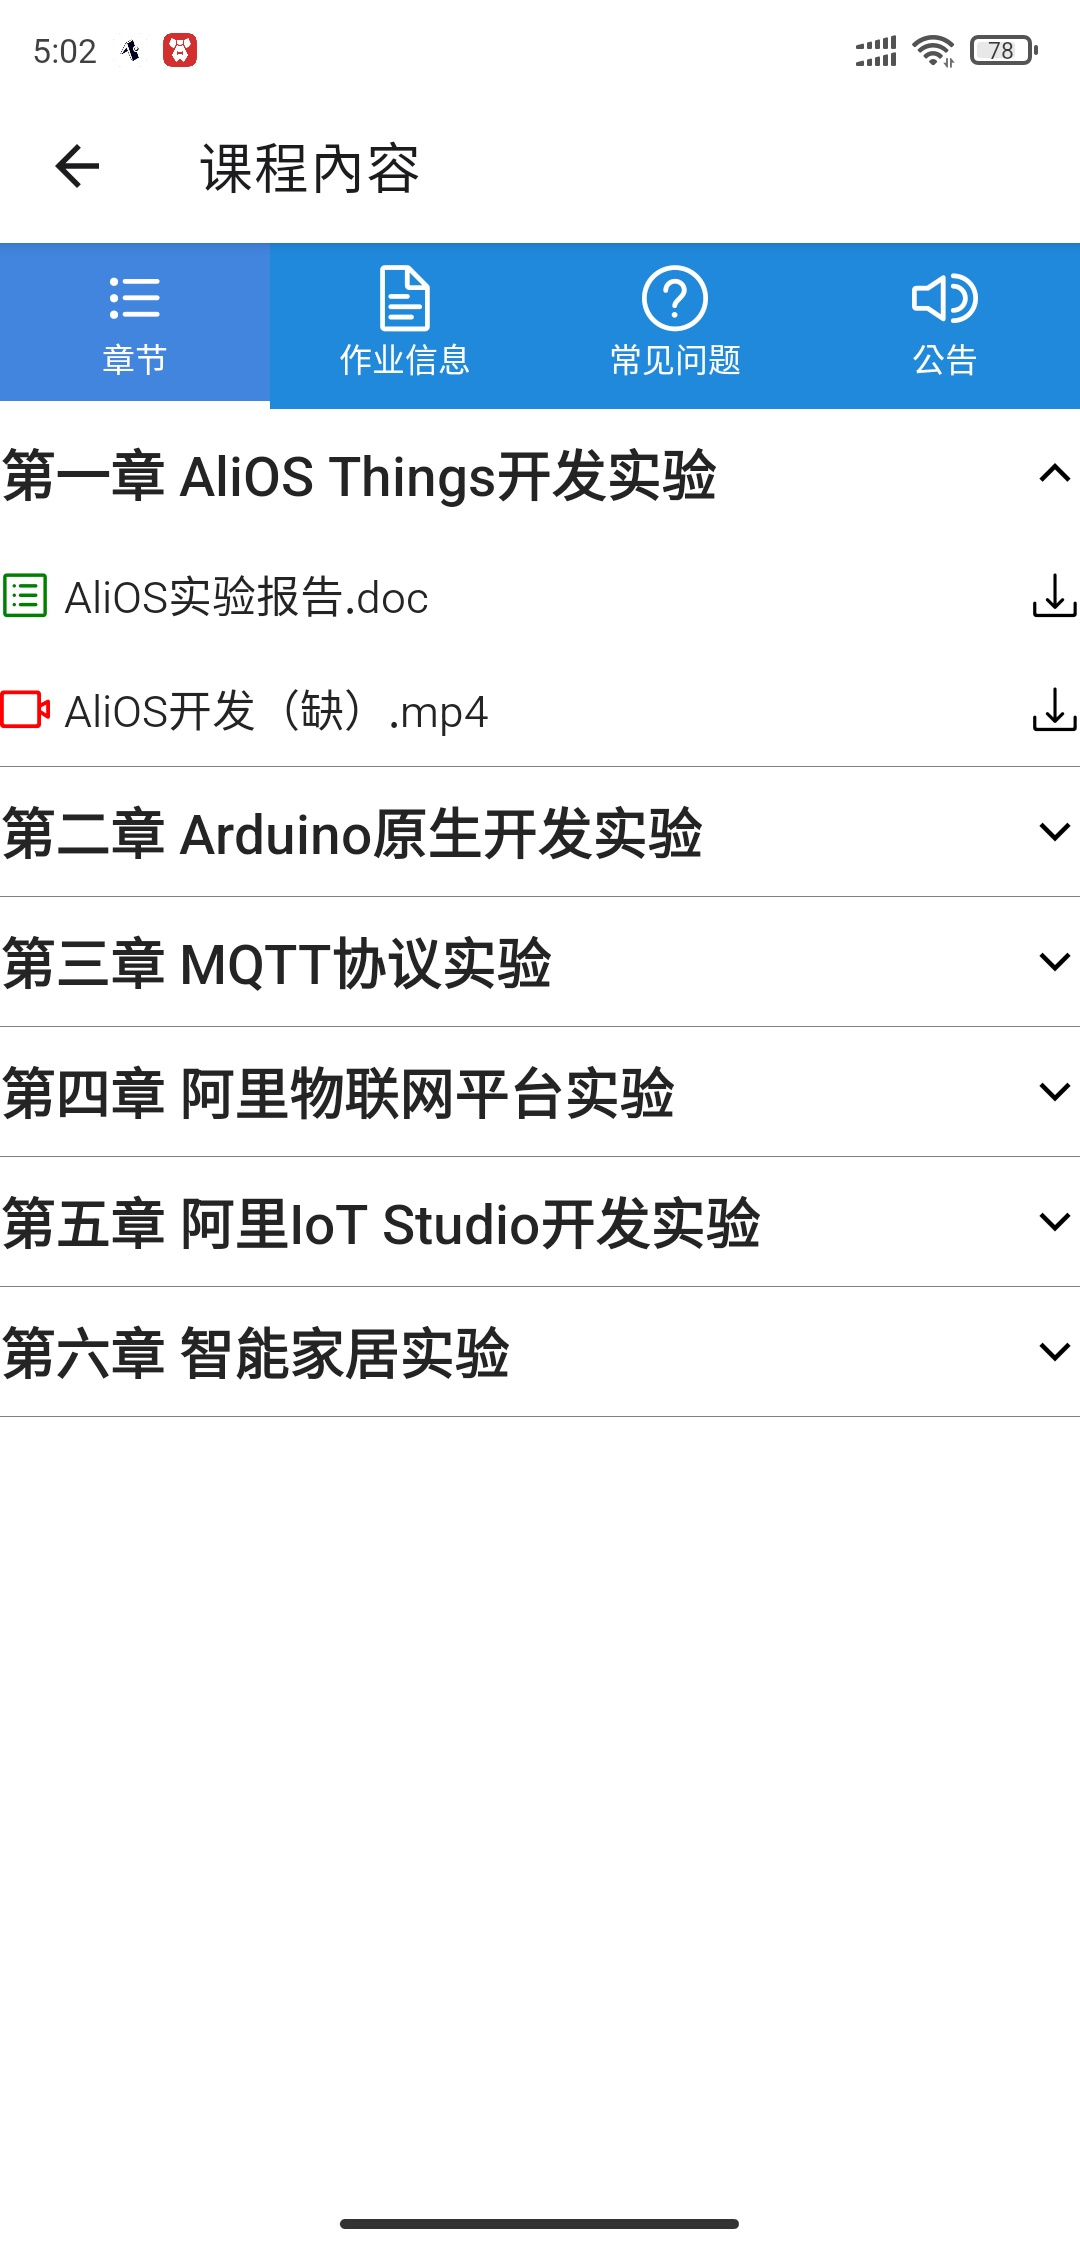 5:02
78
课程内容
章节
作业信息
常见问题
公告
第一章 AliOS Things开发实验
AliOS实验报告.doc
AliOS开发（缺）.mp4
第二章 Arduino原生开发实验
第三章 MQTT协议实验
第四章 阿里物联网平台实验
第五章 阿里IoT Studio开发实验
第六章 智能家居实验